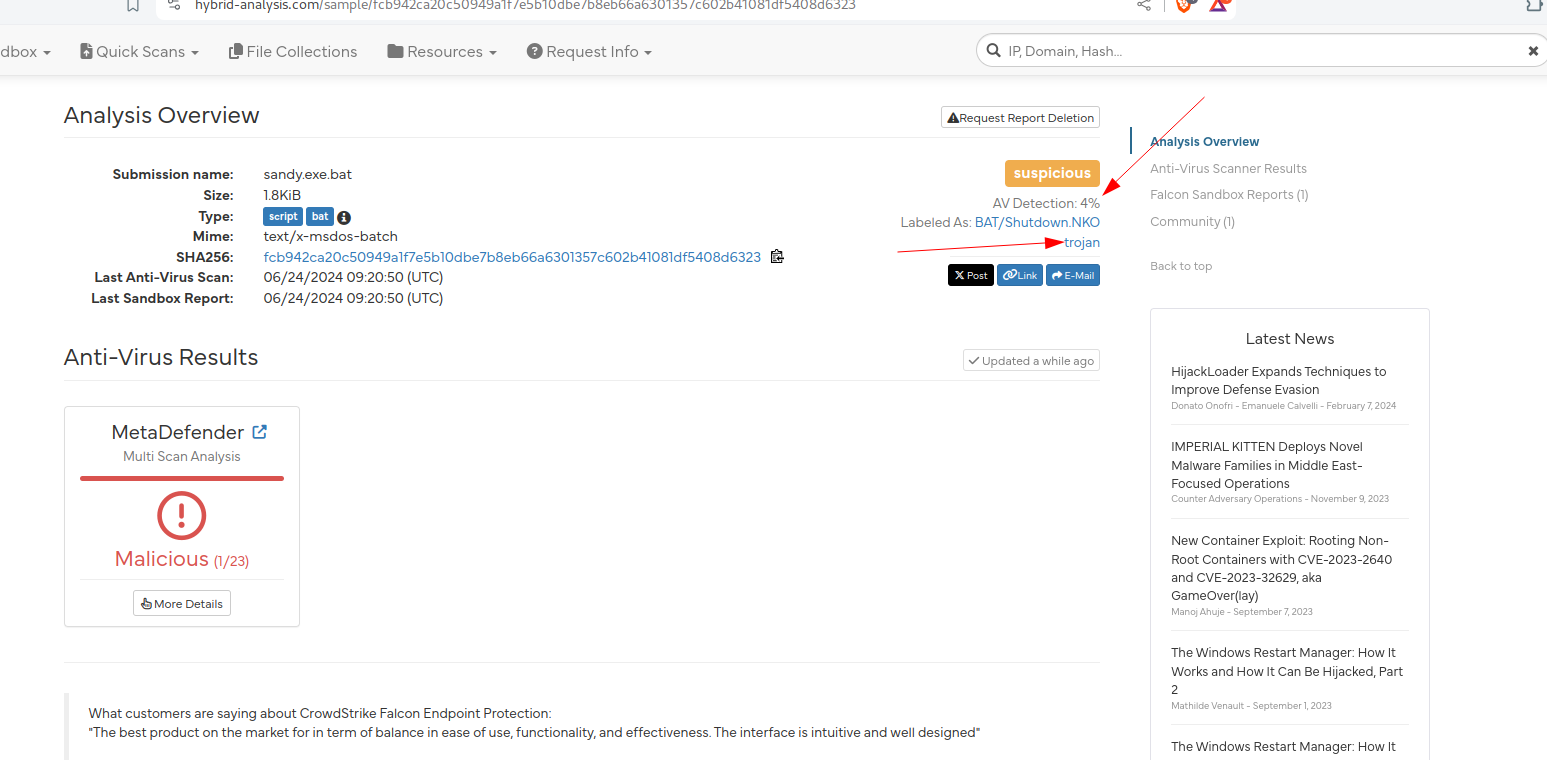 hybrid-analysis.com/sample/fcb942ca20c50949a1f7e5b10dbe7b8eb66a6301357c602b41081df5408d6323
dbox
Quick Scans
File Collections
Resources
Request Info
IP, Domain, Hash...
Analysis Overview
Request Report Deletion
Submission name: sandy.exe.bat
Size: 1.8KiB
Type: script bat
Mime: text/x-msdos-batch
SHA256: fcb942ca20c50949a1f7e5b10dbe7b8eb66a6301357c602b41081df5408d6323
Last Anti-Virus Scan: 06/24/2024 09:20:50 (UTC)
Last Sandbox Report: 06/24/2024 09:20:50 (UTC)
suspicious
AV Detection: 4%
Labeled As: BAT/Shutdown.NKO
trojan
X Post
Link
E-Mail
Anti-Virus Results
Updated a while ago
MetaDefender
Multi Scan Analysis
Malicious (1/23)
More Details
What customers are saying about CrowdStrike Falcon Endpoint Protection:
"The best product on the market for in term of balance in ease of use, functionality, and effectiveness. The interface is intuitive and well designed"
Analysis Overview
Anti-Virus Scanner Results
Falcon Sandbox Reports (1)
Community (1)
Back to top
Latest News
HijackLoader Expands Techniques to
Improve Defense Evasion
Donato Onofri - Emanuele Calvelli - February 7, 2024
IMPERIAL KITTEN Deploys Novel
Malware Families in Middle East-
Focused Operations
Counter Adversary Operations - November 9, 2023
New Container Exploit: Rooting Non-
Root Containers with CVE-2023-2640
and CVE-2023-32629, aka
GameOver(lay)
Manoj Ahuje - September 7, 2023
The Windows Restart Manager: How It
Works and How It Can Be Hijacked, Part
2
Mathilde Venault - September 1, 2023
The Windows Restart Manager: How It